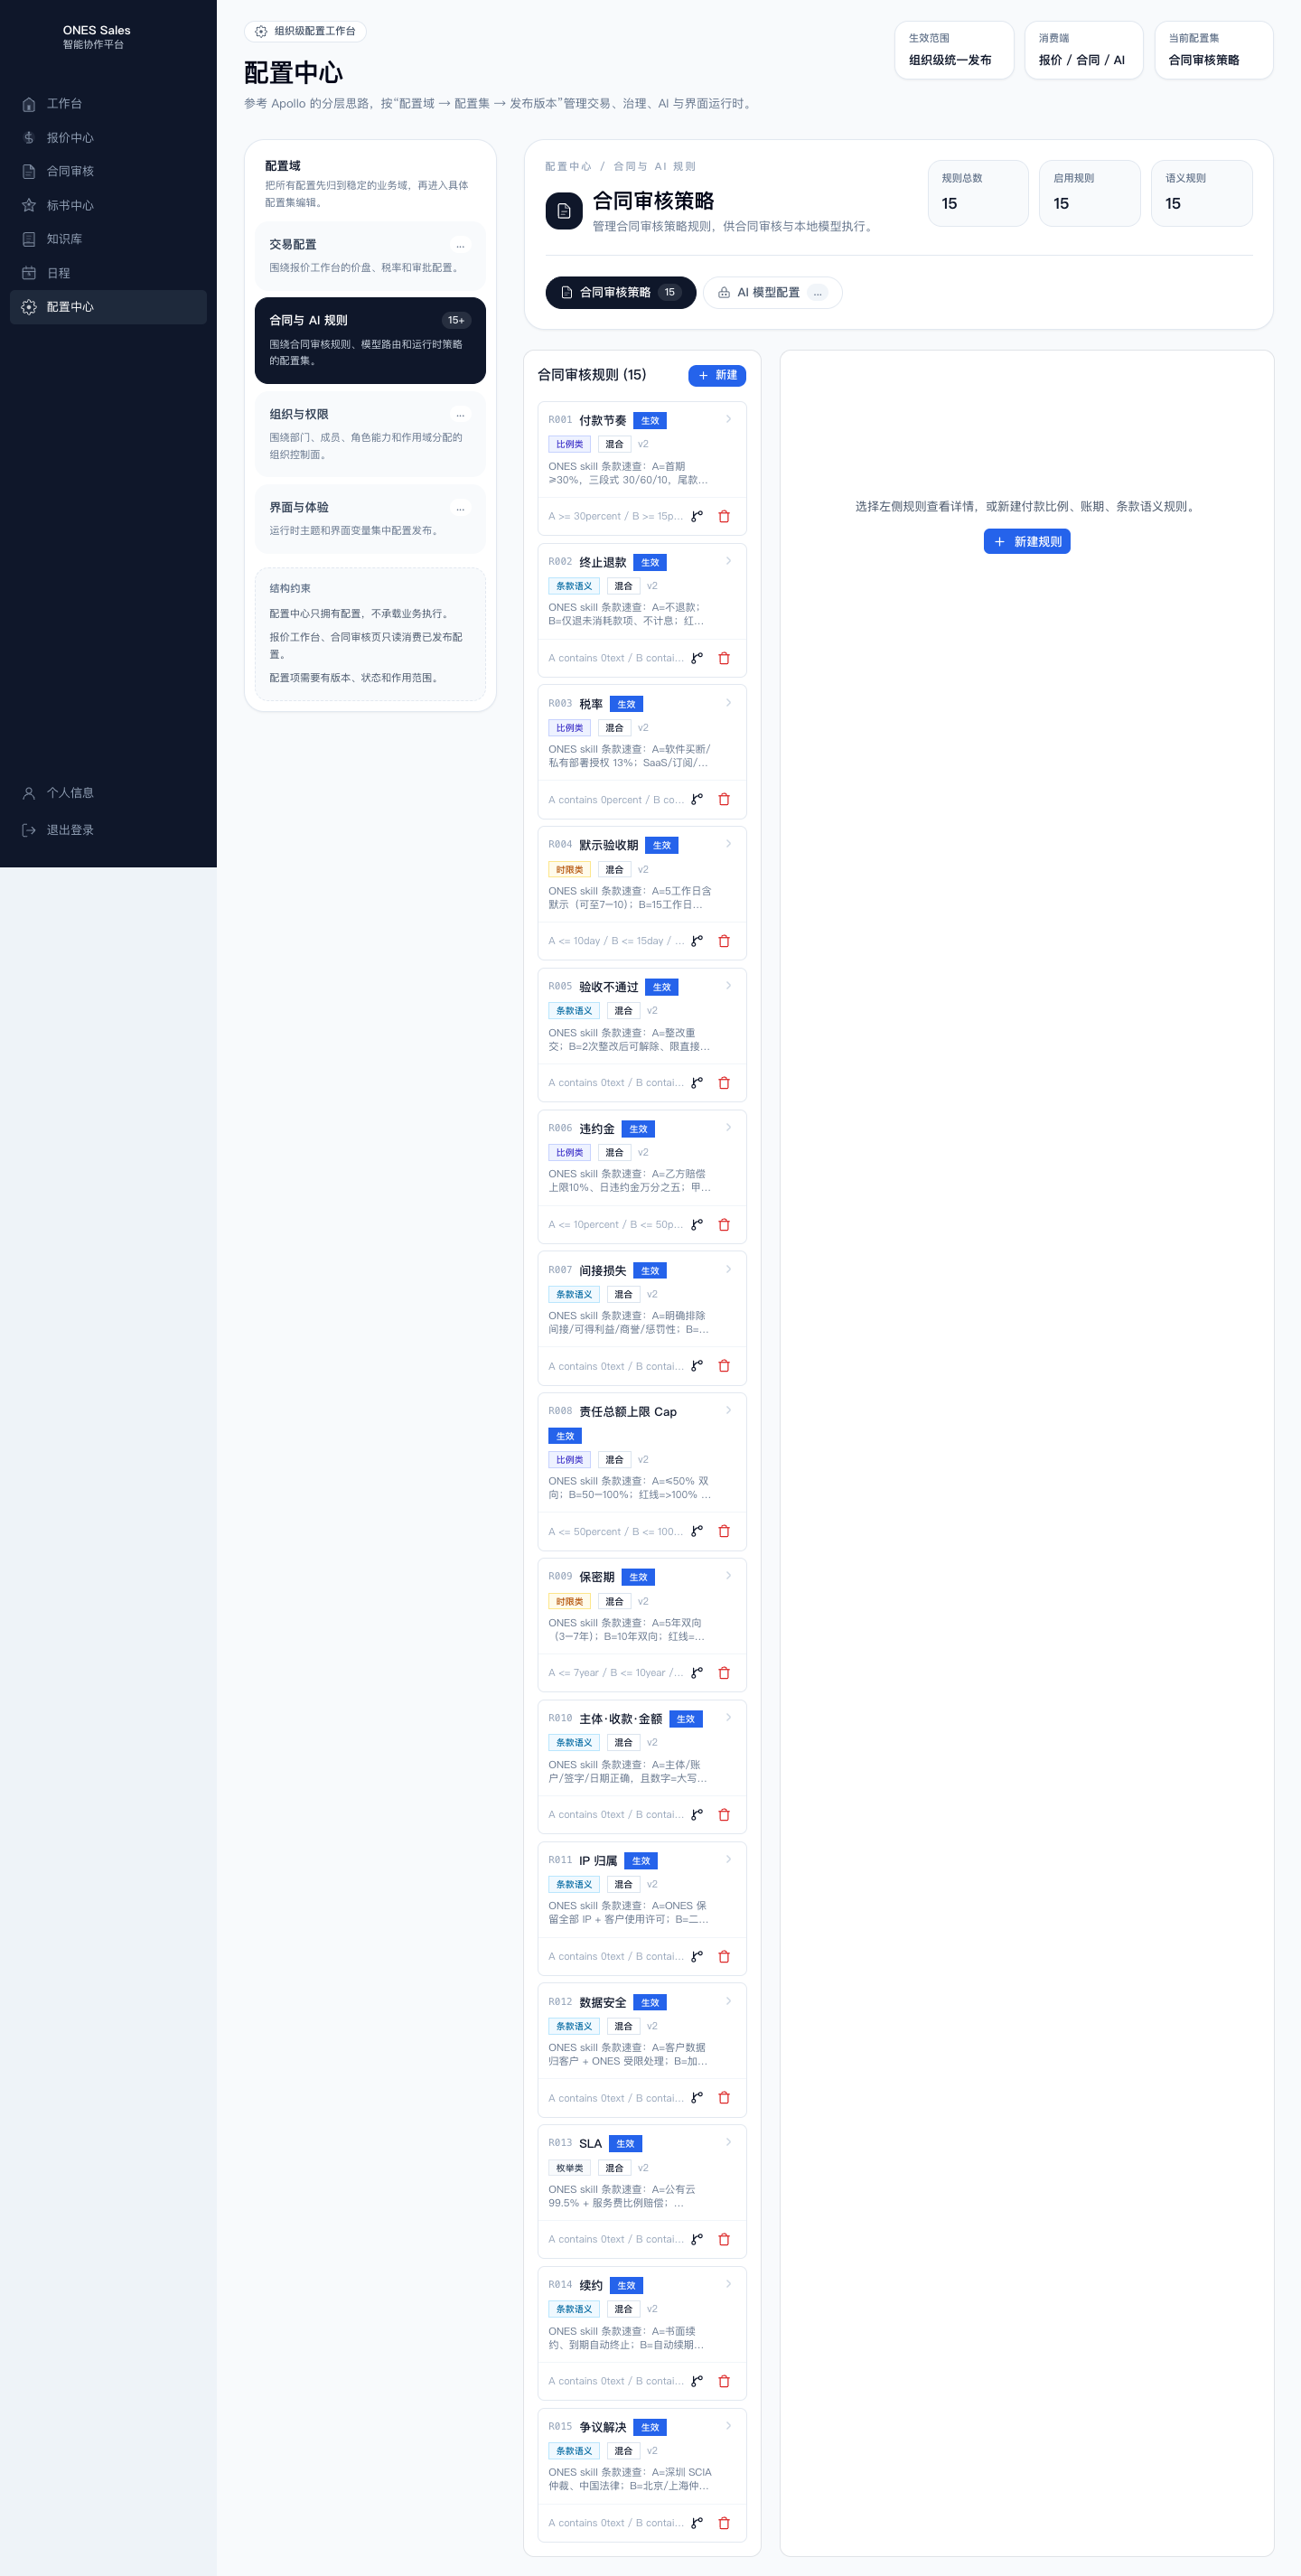 ONES Sales
智能协作平台
工作台
报价中心
合同审核
标书中心
知识库
日程
配置中心
个人信息
退出登录
组织级配置工作台
配置中心
参考 Apollo 的分层思路，按“配置域 → 配置集 → 发布版本”管理交易、治理、AI 与界面运行时。
生效范围
组织级统一发布
消费端
报价 / 合同 / AI
当前配置集
合同审核策略
配置域
把所有配置先归到稳定的业务域，再进入具体
配置集编辑。
交易配置 ...
围绕报价工作台的价盘、税率和审批配置。
合同与 AI 规则 15+
围绕合同审核规则、模型路由和运行时策略
的配置集。
组织与权限 ...
围绕部门、成员、角色能力和作用域分配的
组织控制面。
界面与体验 ...
运行时主题和界面变量集中配置发布。
结构约束
配置中心只拥有配置，不承载业务执行。
报价工作台、合同审核页只读消费已发布配
置。
配置项需要有版本、状态和作用范围。
配置中心 / 合同与 AI 规则
合同审核策略
管理合同审核策略规则，供合同审核与本地模型执行。
规则总数
15
启用规则
15
语义规则
15
合同审核策略 15
AI 模型配置 ...
合同审核规则 (15)
新建
R001 付款节奏 生效
比例类 混合 v2
ONES skill 条款速查：A=首期
≥30%，三段式 30/60/10，尾款...
A >= 30percent / B >= 15p...
R002 终止退款 生效
条款语义 混合 v2
ONES skill 条款速查：A=不退款；
B=仅退未消耗款项、不计息；红...
A contains 0text / B contai...
R003 税率 生效
比例类 混合 v2
ONES skill 条款速查：A=软件买断/
私有部署授权 13%；SaaS/订阅/...
A contains 0percent / B co...
R004 默示验收期 生效
时限类 混合 v2
ONES skill 条款速查：A=5工作日含
默示（可至7—10）；B=15工作日...
A <= 10day / B <= 15day / ...
R005 验收不通过 生效
条款语义 混合 v2
ONES skill 条款速查：A=整改重
交；B=2次整改后可解除、限直接...
A contains 0text / B contai...
R006 违约金 生效
比例类 混合 v2
ONES skill 条款速查：A=乙方赔偿
上限10%、日违约金万分之五；甲...
A <= 10percent / B <= 50p...
R007 间接损失 生效
条款语义 混合 v2
ONES skill 条款速查：A=明确排除
间接/可得利益/商誉/惩罚性；B=...
A contains 0text / B contai...
R008 责任总额上限 Cap
生效
比例类 混合 v2
ONES skill 条款速查：A=≤50% 双
向；B=50—100%；红线=>100% ...
A <= 50percent / B <= 100...
R009 保密期 生效
时限类 混合 v2
ONES skill 条款速查：A=5年双向
（3—7年）；B=10年双向；红线=...
A <= 7year / B <= 10year /...
R010 主体·收款·金额 生效
条款语义 混合 v2
ONES skill 条款速查：A=主体/账
户/签字/日期正确，且数字=大写...
A contains 0text / B contai...
R011 IP 归属 生效
条款语义 混合 v2
ONES skill 条款速查：A=ONES 保
留全部 IP + 客户使用许可；B=二...
A contains 0text / B contai...
R012 数据安全 生效
条款语义 混合 v2
ONES skill 条款速查：A=客户数据
归客户 + ONES 受限处理；B=加...
A contains 0text / B contai...
R013 SLA 生效
枚举类 混合 v2
ONES skill 条款速查：A=公有云
99.5% + 服务费比例赔偿；...
A contains 0text / B contai...
R014 续约 生效
条款语义 混合 v2
ONES skill 条款速查：A=书面续
约、到期自动终止；B=自动续期...
A contains 0text / B contai...
R015 争议解决 生效
条款语义 混合 v2
ONES skill 条款速查：A=深圳 SCIA
仲裁、中国法律；B=北京/上海仲...
A contains 0text / B contai...
选择左侧规则查看详情，或新建付款比例、账期、条款语义规则。
新建规则